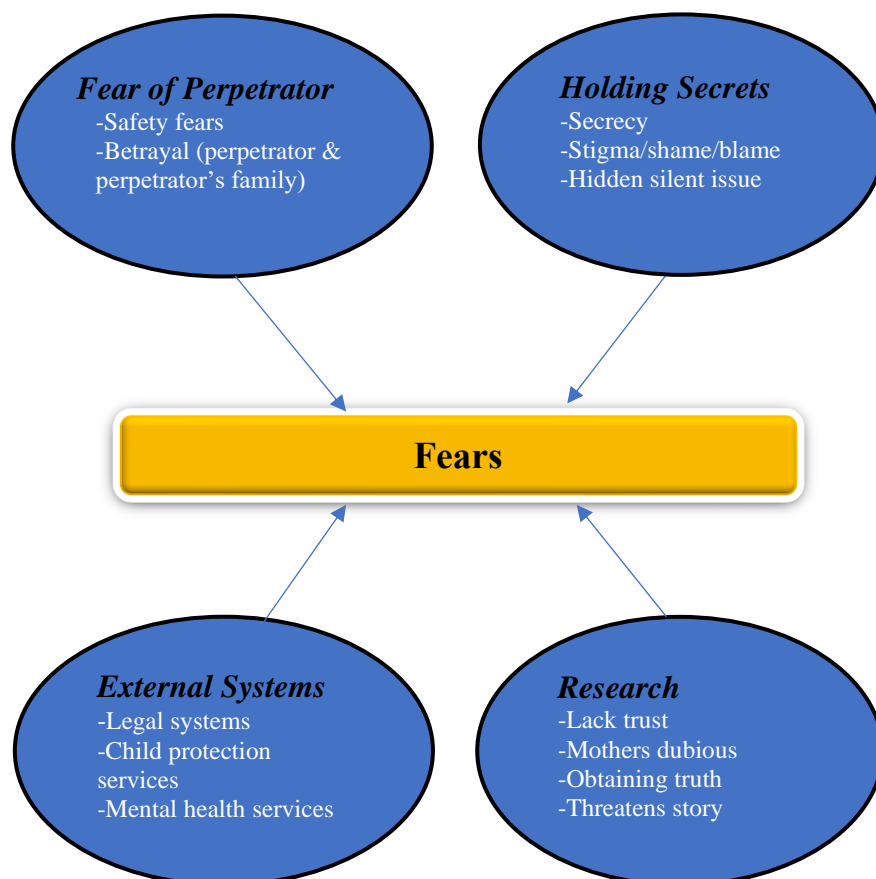 Fear of Perpetrator
-Safety fears
-Betrayal (perpetrator &
perpetrator’s family)
Holding Secrets
-Secrecy
-Stigma/shame/blame
-Hidden silent issue
Fears
External Systems
-Legal systems
-Child protection
services
-Mental health services
Research
-Lack trust
-Mothers dubious
-Obtaining truth
-Threatens story